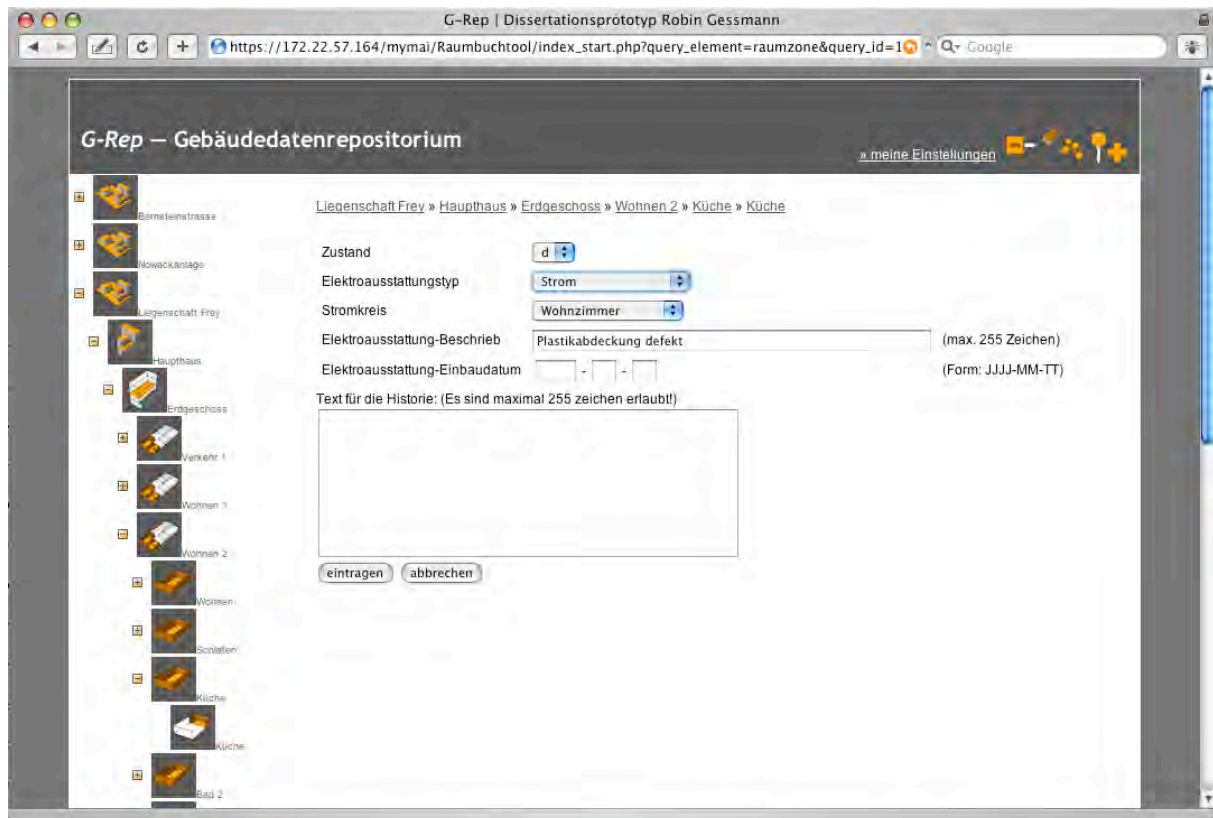 G-Rep | Dissertationsprototyp Robin Gessmann
https://172.22.57.164/mymai/Raumbuchtool/index_start.php?query_element=raumzone&query_id=1
Google
G-Rep — Gebäudedatenrepositorium
» meine Einstellungen
Bernsteinstrasse
Nowackanlage
Liegenschaft Frey
Haupthaus
Erdgeschoss
Verkehr 1
Wohnen 1
Wohnen 2
Wohnen
Schlafen
Küche
Küche
Bad 2
Liegenschaft Frey » Haupthaus » Erdgeschoss » Wohnen 2 » Küche » Küche
Zustand d
Elektroausstattungstyp Strom
Stromkreis Wohnzimmer
Elektroausstattung-Beschrieb Plastikabdeckung defekt (max. 255 Zeichen)
Elektroausstattung-Einbaudatum - - (Form: JJJJ-MM-TT)
Text für die Historie: (Es sind maximal 255 zeichen erlaubt!)
eintragen abbrechen